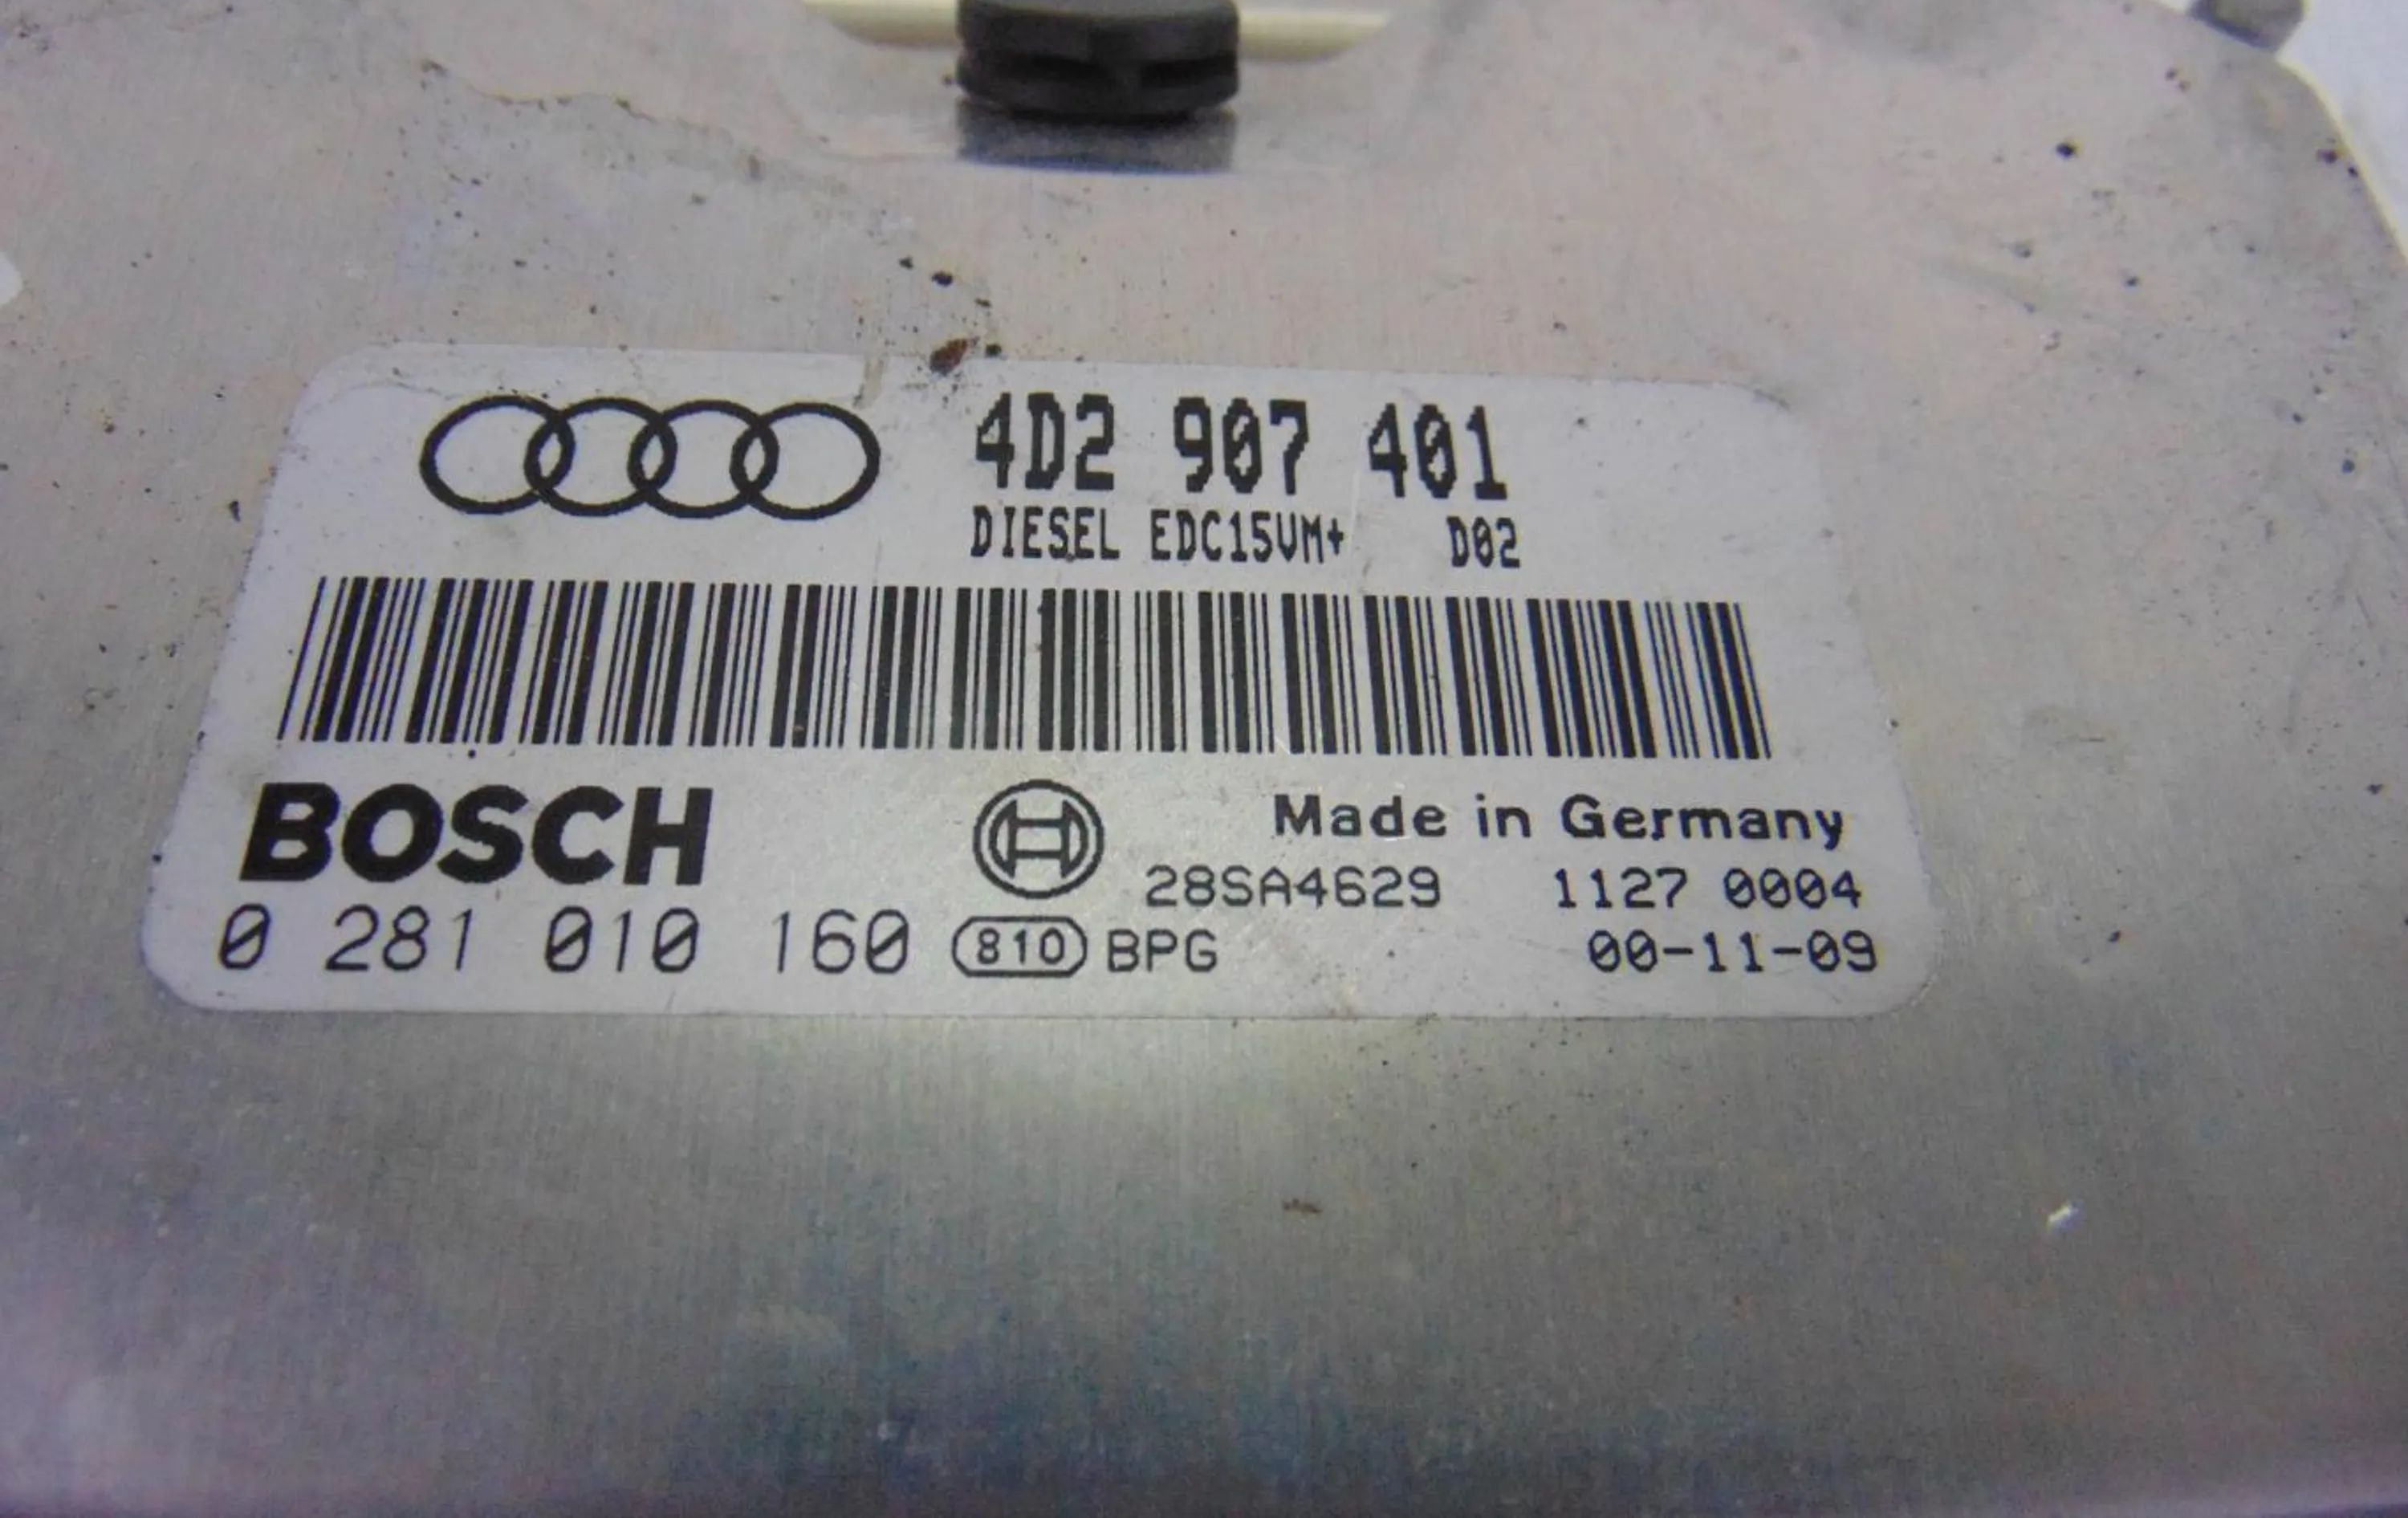 4D2 907 401
DIESEL EDC15VM+ D02
BOSCH
Made in Germany
28SA4629 1127 0004
0 281 010 160 810 BPG 00-11-09